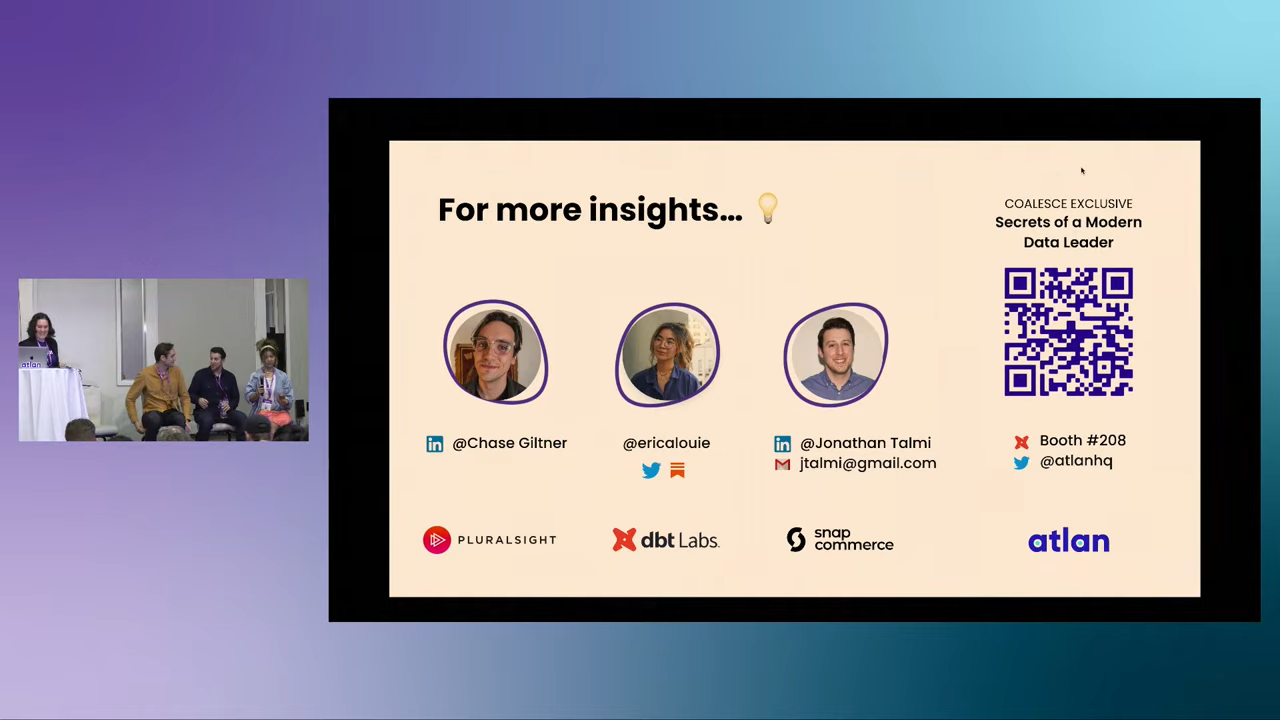 For more insights...
COALESCE EXCLUSIVE
Secrets of a Modern
Data Leader
@Chase Giltner
@ericalouie
@Jonathan Talmi
jtalmi@gmail.com
Booth #208
@atlanhq
PLURALSIGHT
dbt Labs
snap
commerce
atlan
atlan